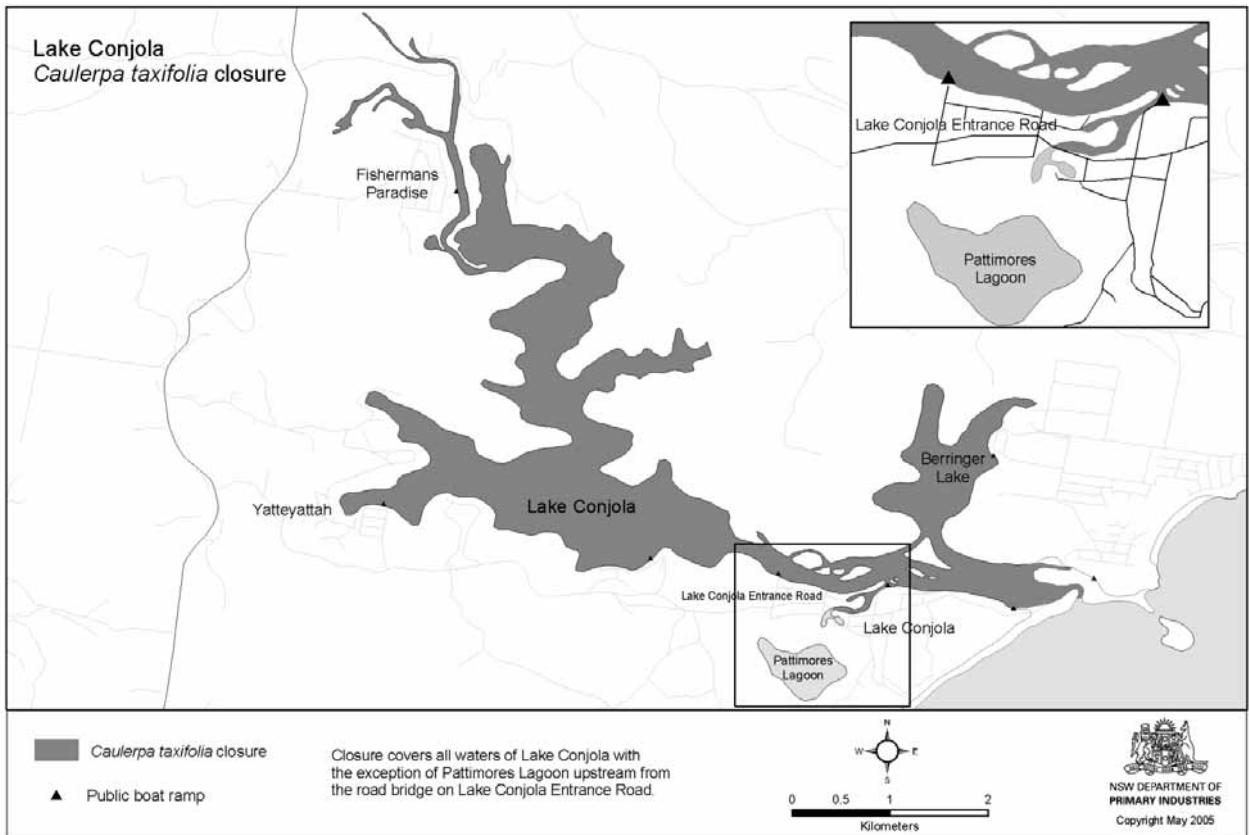 Lake Conjola
Caulerpa taxifolia closure
Fishermans
Paradise
Lake Conjola Entrance Road
Pattimores
Lagoon
Berringer
Lake
Yatteyattah
Lake Conjola
Lake Conjola Entrance Road
Lake Conjola
Pattimores
Lagoon
Caulerpa taxifolia closure
Public boat ramp
Closure covers all waters of Lake Conjola with
the exception of Pattimores Lagoon upstream from
the road bridge on Lake Conjola Entrance Road.
N
W E
S
0 0.5 1 2
Kilometers
NSW DEPARTMENT OF
PRIMARY INDUSTRIES
Copyright May 2005